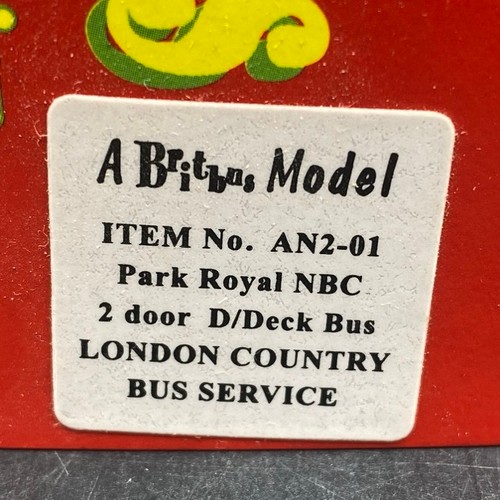 A Britbus Model
ITEM No. AN2-01
Park Royal NBC
2 door D/Deck Bus
LONDON COUNTRY
BUS SERVICE